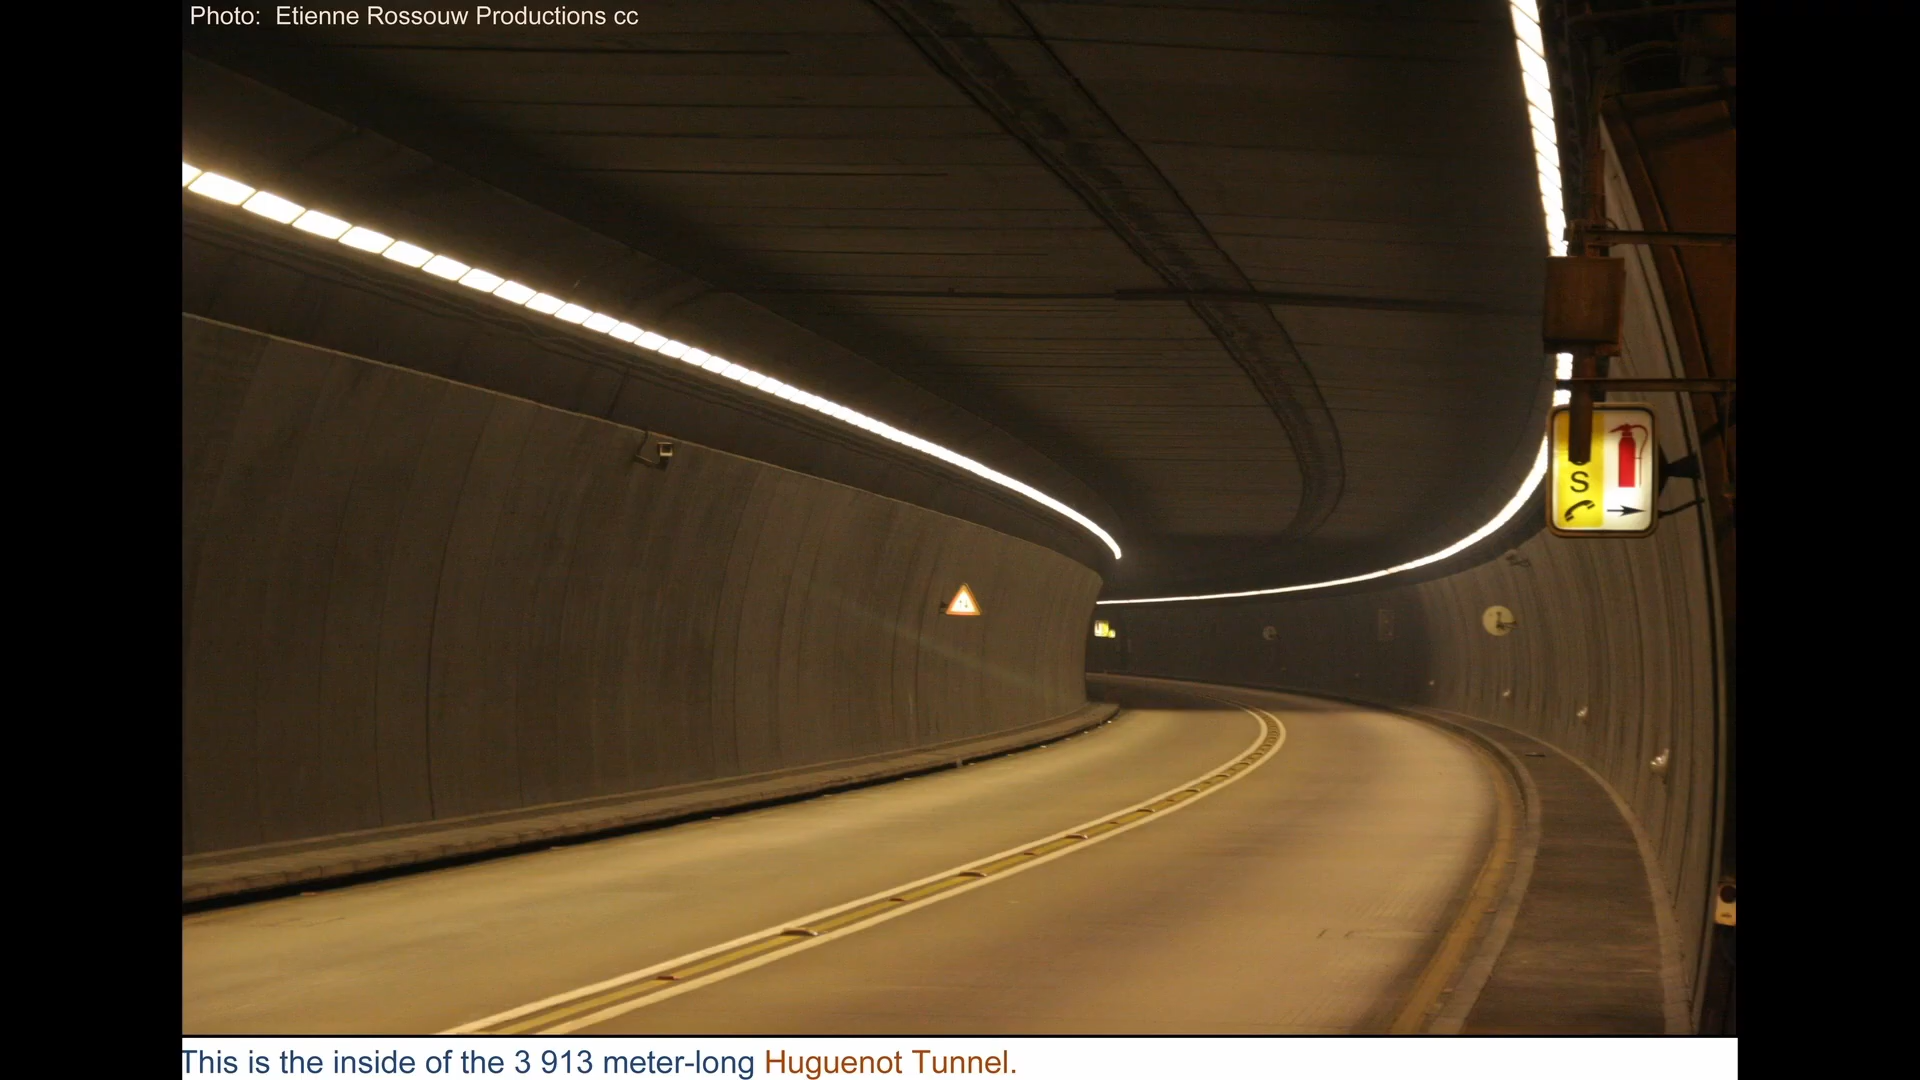 Photo: Etienne Rossouw Productions cc
S
This is the inside of the 3 913 meter-long Huguenot Tunnel.